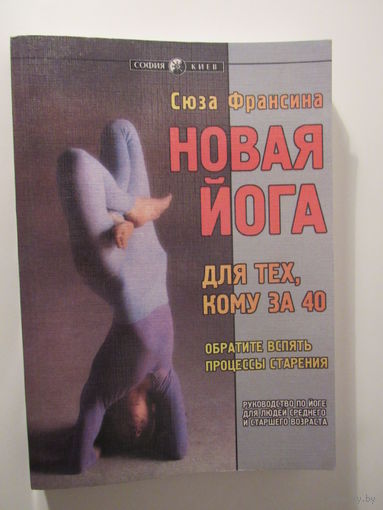 СОФИЯ КИЕВ
Сюза Франсина
НОВАЯ
ЙОГА
ДЛЯ ТЕХ,
КОМУ ЗА 40
ОБРАТИТЕ ВСПЯТЬ
ПРОЦЕССЫ СТАРЕНИЯ
РУКОВОДСТВО ПО ЙОГЕ
ДЛЯ ЛЮДЕЙ СРЕДНЕГО
И СТАРШЕГО ВОЗРАСТА